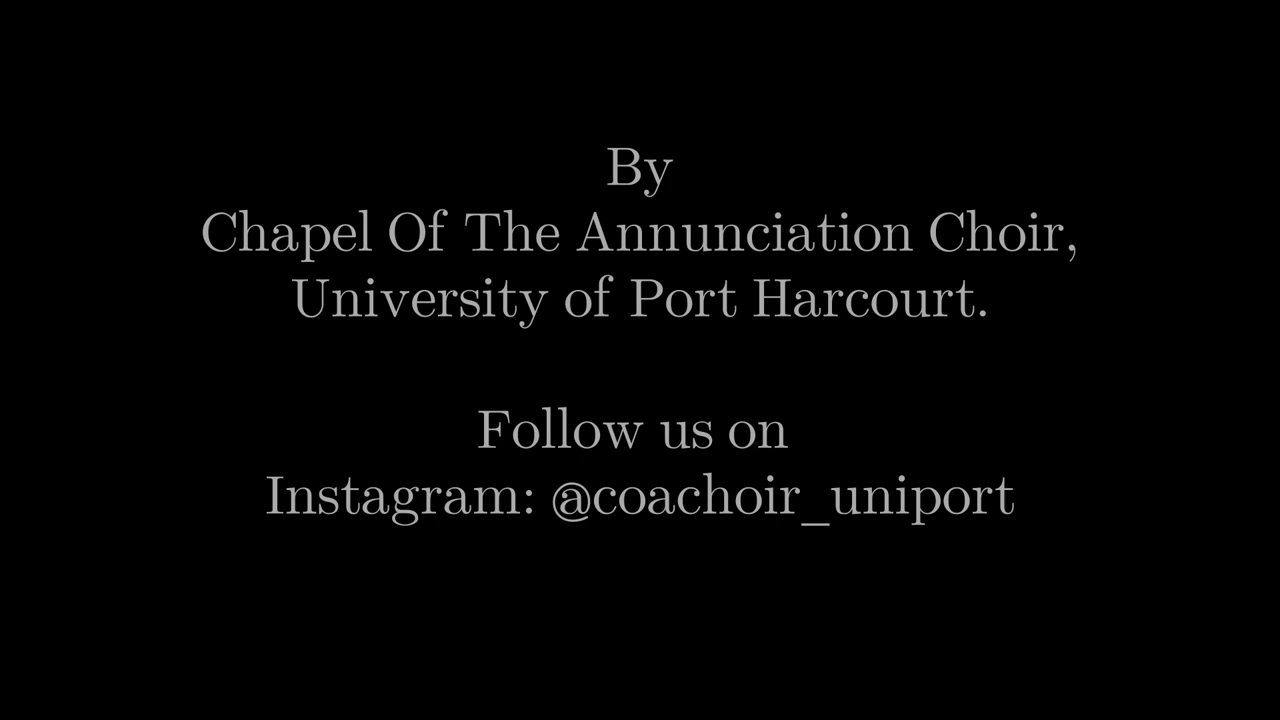 By
Chapel Of The Annunciation Choir,
University of Port Harcourt.
Follow us on
Instagram: @coachoir_uniport